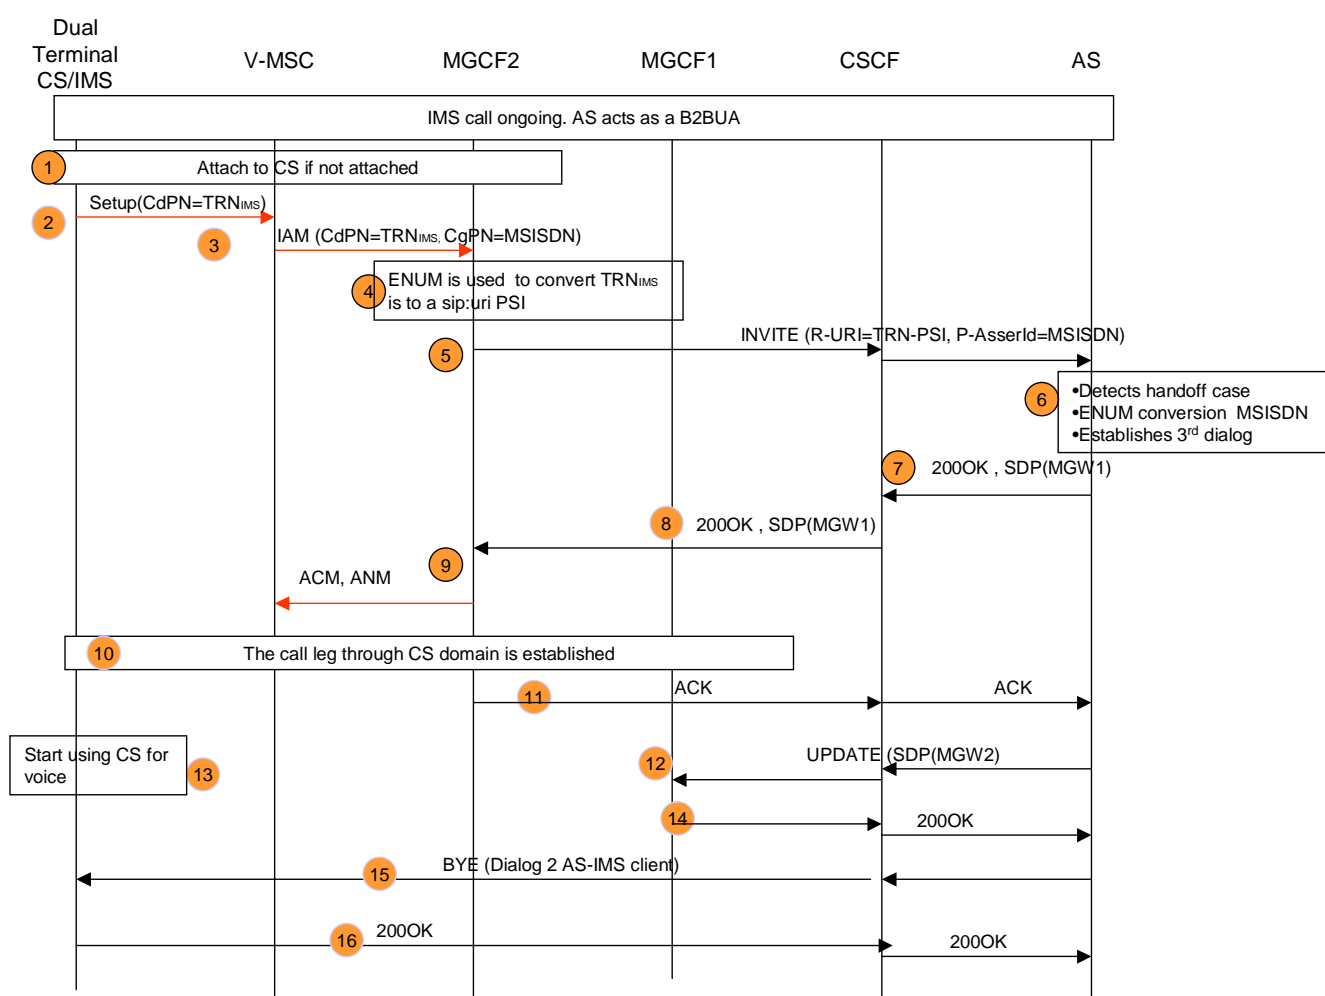 Dual
Terminal
CS/IMS
V-MSC
MGCF2
MGCF1
CSCF
AS
IMS call ongoing. AS acts as a B2BUA
1
Attach to CS if not attached
2
Setup(CdPN=TRNIMS)
3
IAM (CdPN=TRNIMS, CgPN=MSISDN)
4
ENUM is used to convert TRNIMS
is to a sip:uri PSI
5
INVITE (R-URI=TRN-PSI, P-AsserId=MSISDN)
6
•Detects handoff case
•ENUM conversion MSISDN
•Establishes 3rd dialog
7
200OK , SDP(MGW1)
8
200OK , SDP(MGW1)
9
ACM, ANM
10
The call leg through CS domain is established
11
ACK
ACK
12
UPDATE (SDP(MGW2)
Start using CS for
voice
13
14
200OK
15
BYE (Dialog 2 AS-IMS client)
16
200OK
200OK